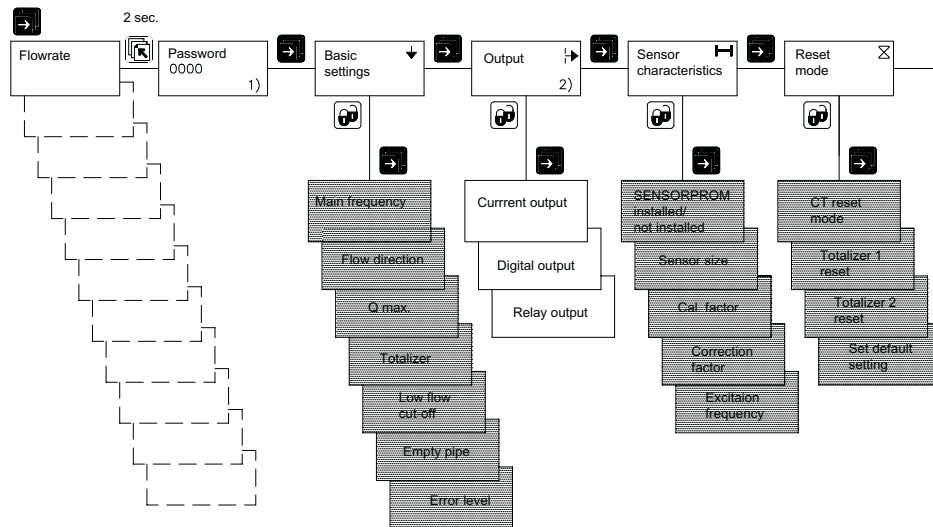 2 sec.
Flowrate
Password
0000
1)
Basic
settings
Output
2)
Sensor
characteristics
Reset
mode
Main frequency
Flow direction
Q max.
Totalizer
Low flow
cut-off
Empty pipe
Error level
Currrent output
Digital output
Relay output
SENSORPROM
installed/
not installed
Sensor size
Cal. factor
Correction
factor
Excitaion
frequency
CT reset
mode
Totalizer 1
reset
Totalizer 2
reset
Set default
setting